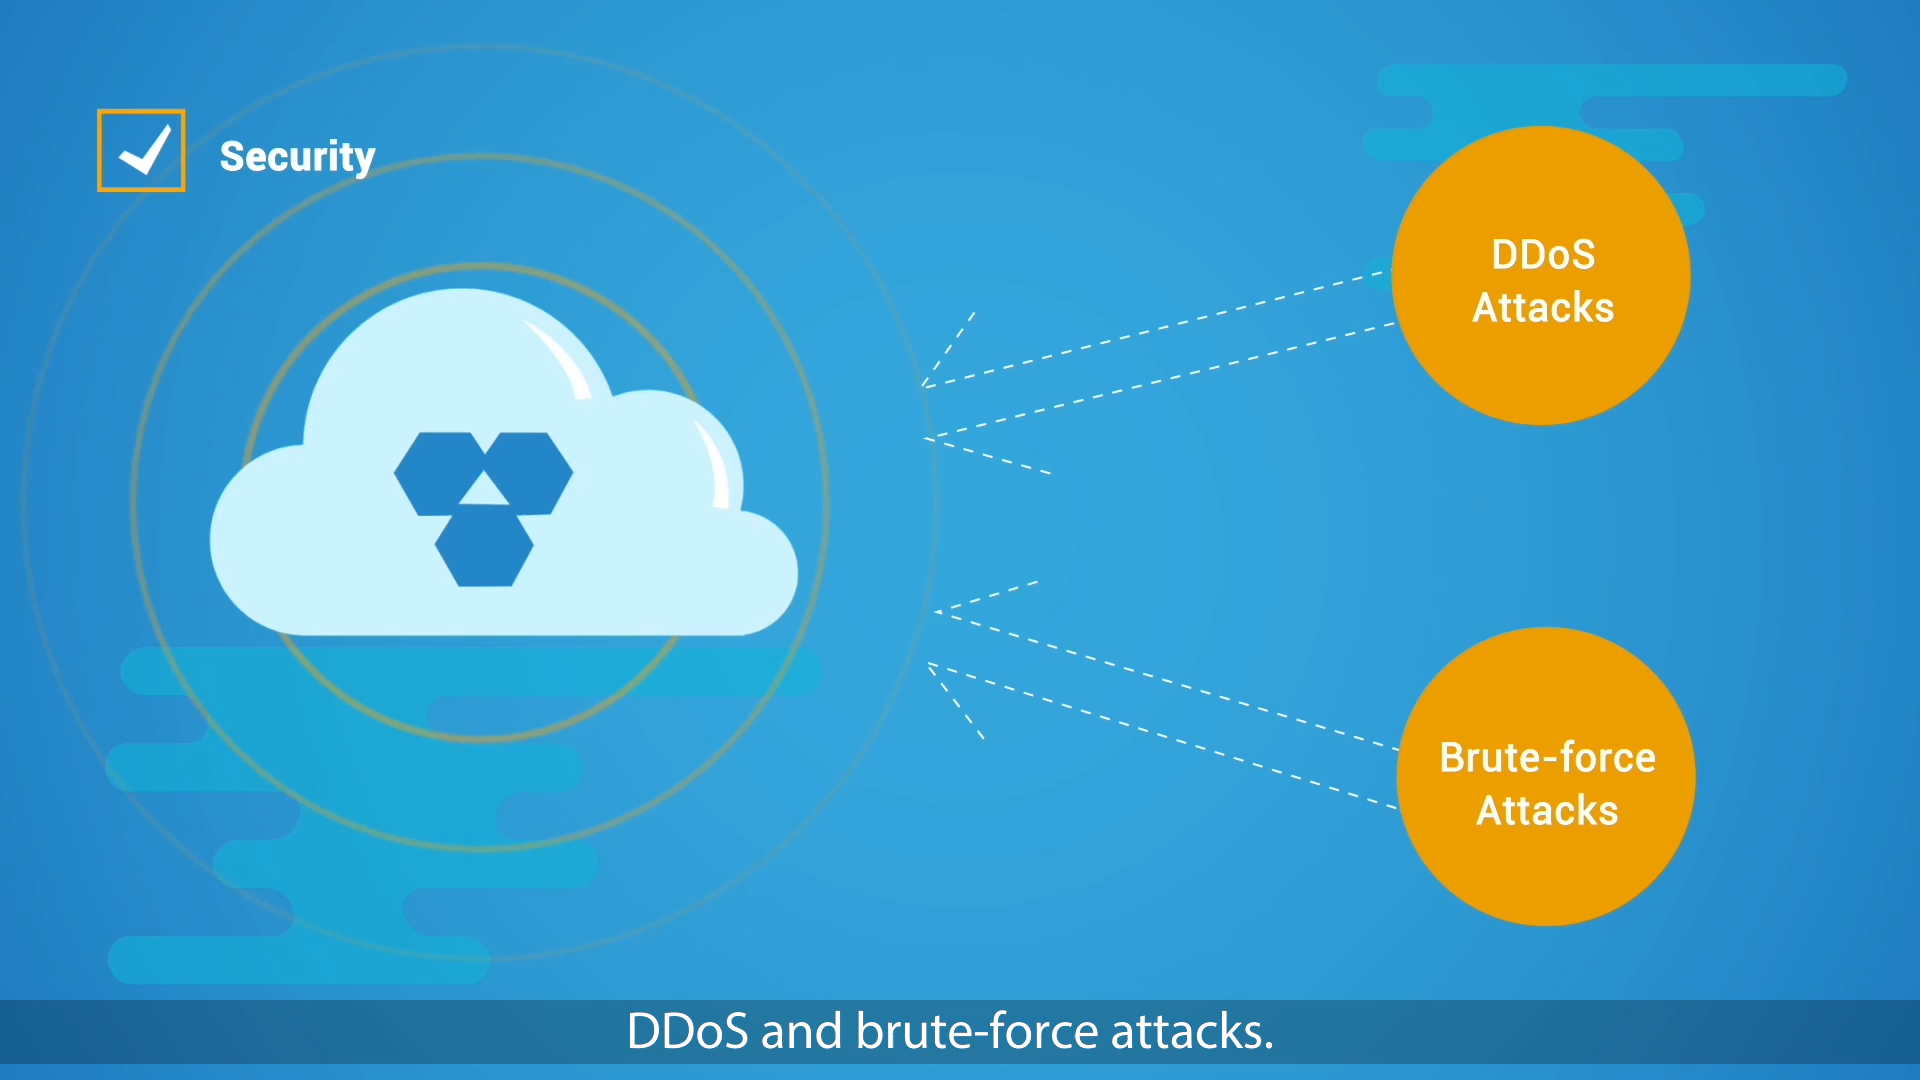 Security
DDoS
Attacks
Brute-force
Attacks
DDoS and brute-force attacks.